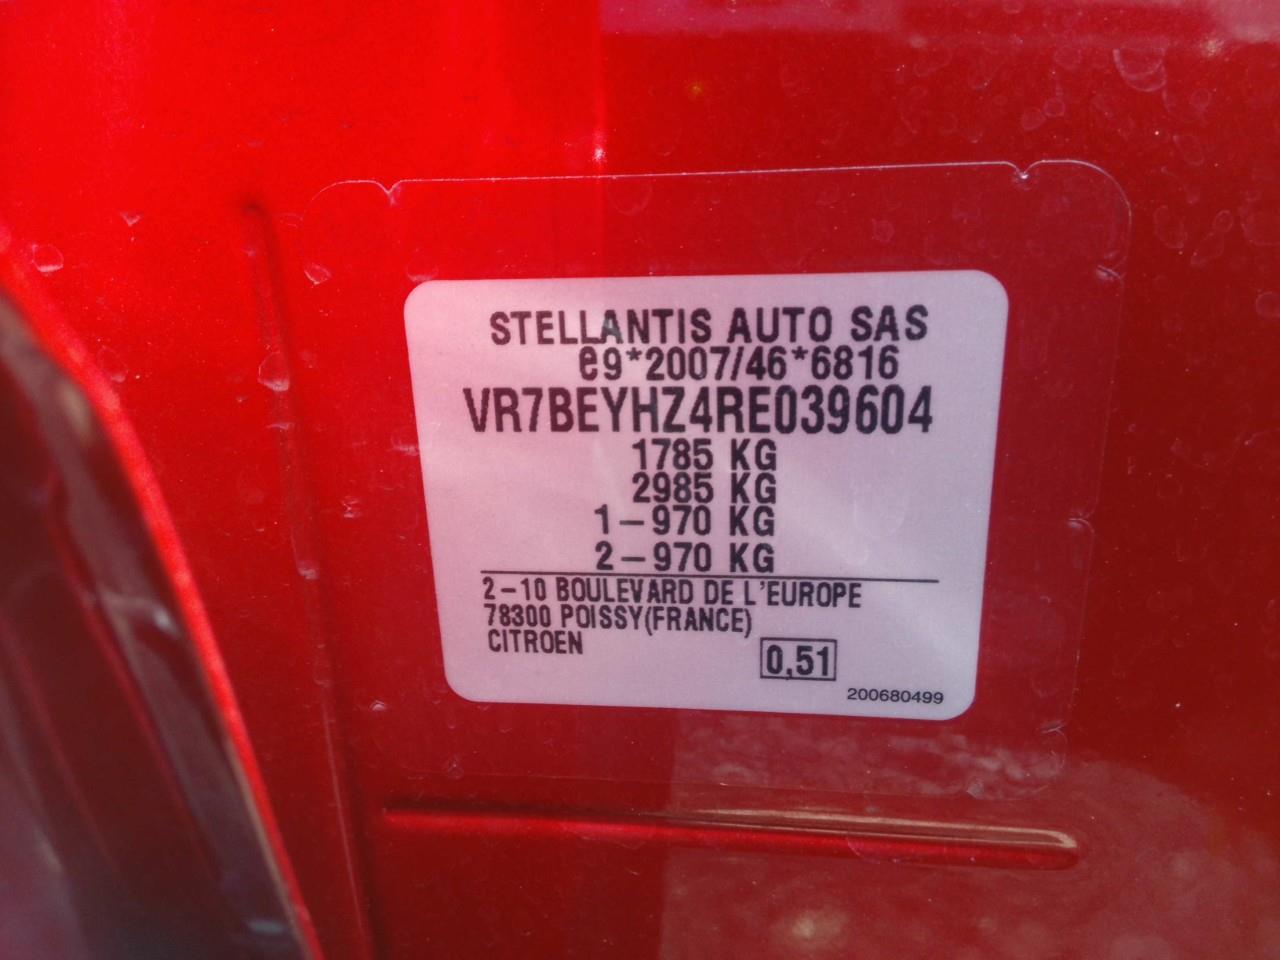 STELLANTIS AUTO SAS
e9*2007/46*6816
VR7BEYHZ4RE039604
1785 KG
2985 KG
1-970 KG
2-970 KG
2-10 BOULEVARD DE L'EUROPE
78300 POISSY(FRANCE)
CITROEN
0,51
200680499